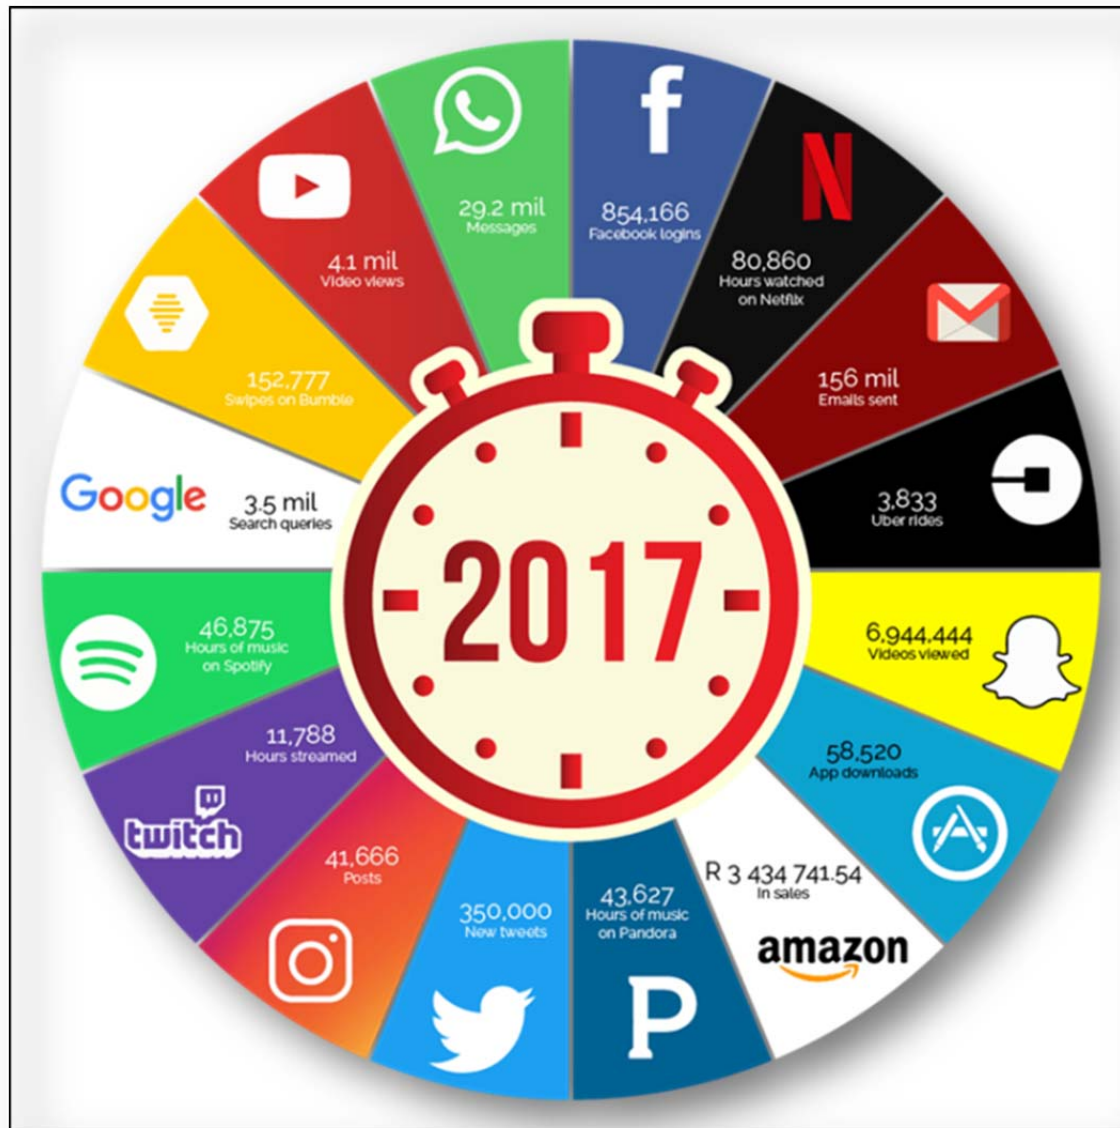 29.2 mil
Messages
f
854,166
Facebook logins
N
80,860
Hours watched
on Netflix
156 mil
Emails sent
3,833
Uber rides
6,944,444
Videos viewed
58,520
App downloads
R 3 434 741.54
In sales
amazon
43,627
Hours of music
on Pandora
P
350,000
New tweets
41,666
Posts
11,788
Hours streamed
twitch
46,875
Hours of music
on Spotify
Google
3.5 mil
Search queries
152,777
Swipes on Bumble
4.1 mil
Video views
2017